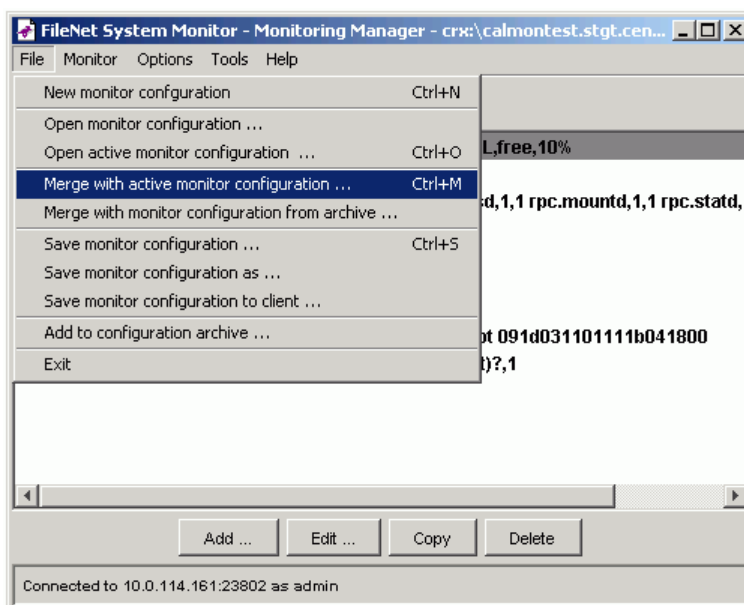 FileNet System Monitor - Monitoring Manager - crx:\calmontest.stgt.cen...
File Monitor Options Tools Help
New monitor confguration Ctrl+N
Open monitor configuration ...
Open active monitor configuration ... Ctrl+O
L,free,10%
Merge with active monitor configuration ... Ctrl+M
d,1,1 rpc.mountd,1,1 rpc.statd,
Merge with monitor configuration from archive ...
Save monitor configuration ... Ctrl+S
Save monitor configuration as ...
Save monitor configuration to client ...
Add to configuration archive ...
pt 091d031101111b041800
Exit
t)?,1
Add ... Edit ... Copy Delete
Connected to 10.0.114.161:23802 as admin